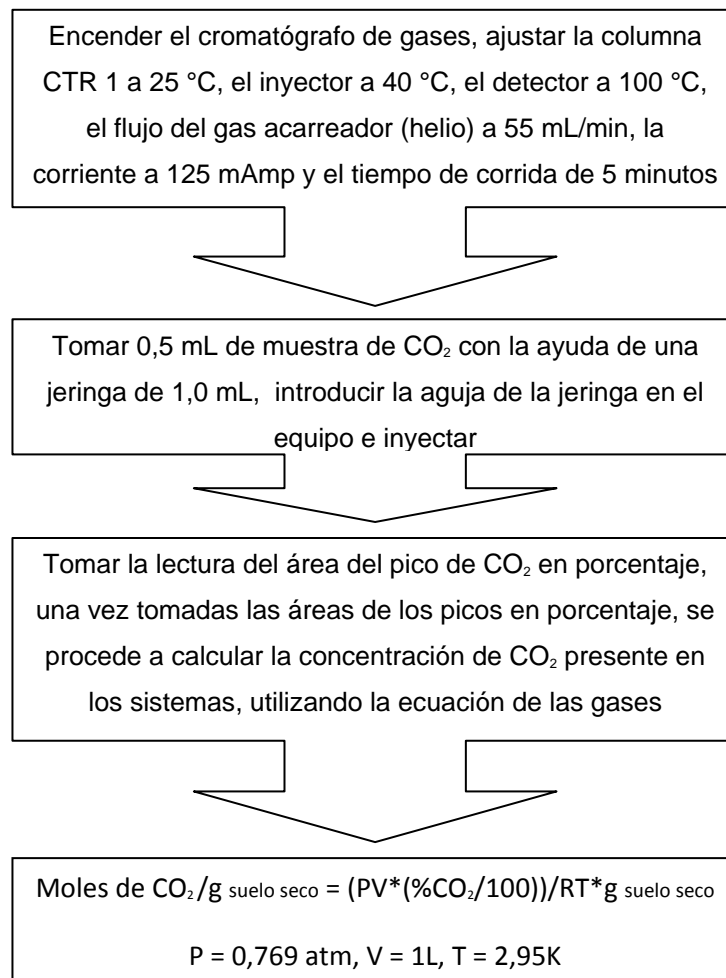 Encender el cromatógrafo de gases, ajustar la columna
CTR 1 a 25 °C, el inyector a 40 °C, el detector a 100 °C,
el flujo del gas acarreador (helio) a 55 mL/min, la
corriente a 125 mAmp y el tiempo de corrida de 5 minutos
Tomar 0,5 mL de muestra de CO₂ con la ayuda de una
jeringa de 1,0 mL, introducir la aguja de la jeringa en el
equipo e inyectar
Tomar la lectura del área del pico de CO₂ en porcentaje,
una vez tomadas las áreas de los picos en porcentaje, se
procede a calcular la concentración de CO₂ presente en
los sistemas, utilizando la ecuación de las gases
Moles de CO₂/g suelo seco = (PV*(%CO₂/100))/RT*g suelo seco
P = 0,769 atm, V = 1L, T = 2,95K